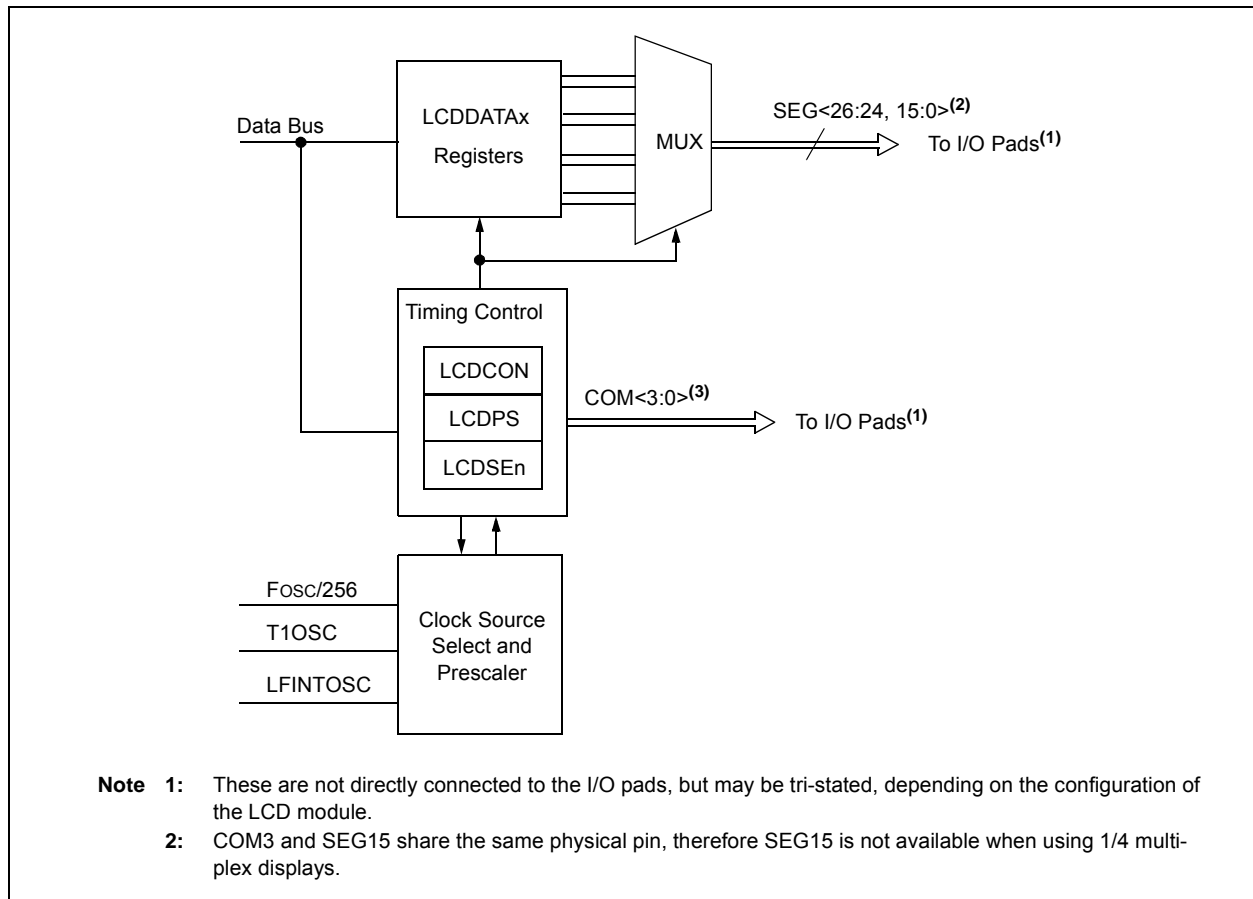 LCDDATAx
Registers
Data Bus
MUX
SEG<26:24, 15:0>(2)
To I/O Pads(1)
Timing Control
LCDCON
LCDPS
LCDSEn
COM<3:0>(3)
To I/O Pads(1)
FOSC/256
T1OSC
LFINTOSC
Clock Source
Select and
Prescaler
Note 1: These are not directly connected to the I/O pads, but may be tri-stated, depending on the configuration of
the LCD module.
2: COM3 and SEG15 share the same physical pin, therefore SEG15 is not available when using 1/4 multi-
plex displays.